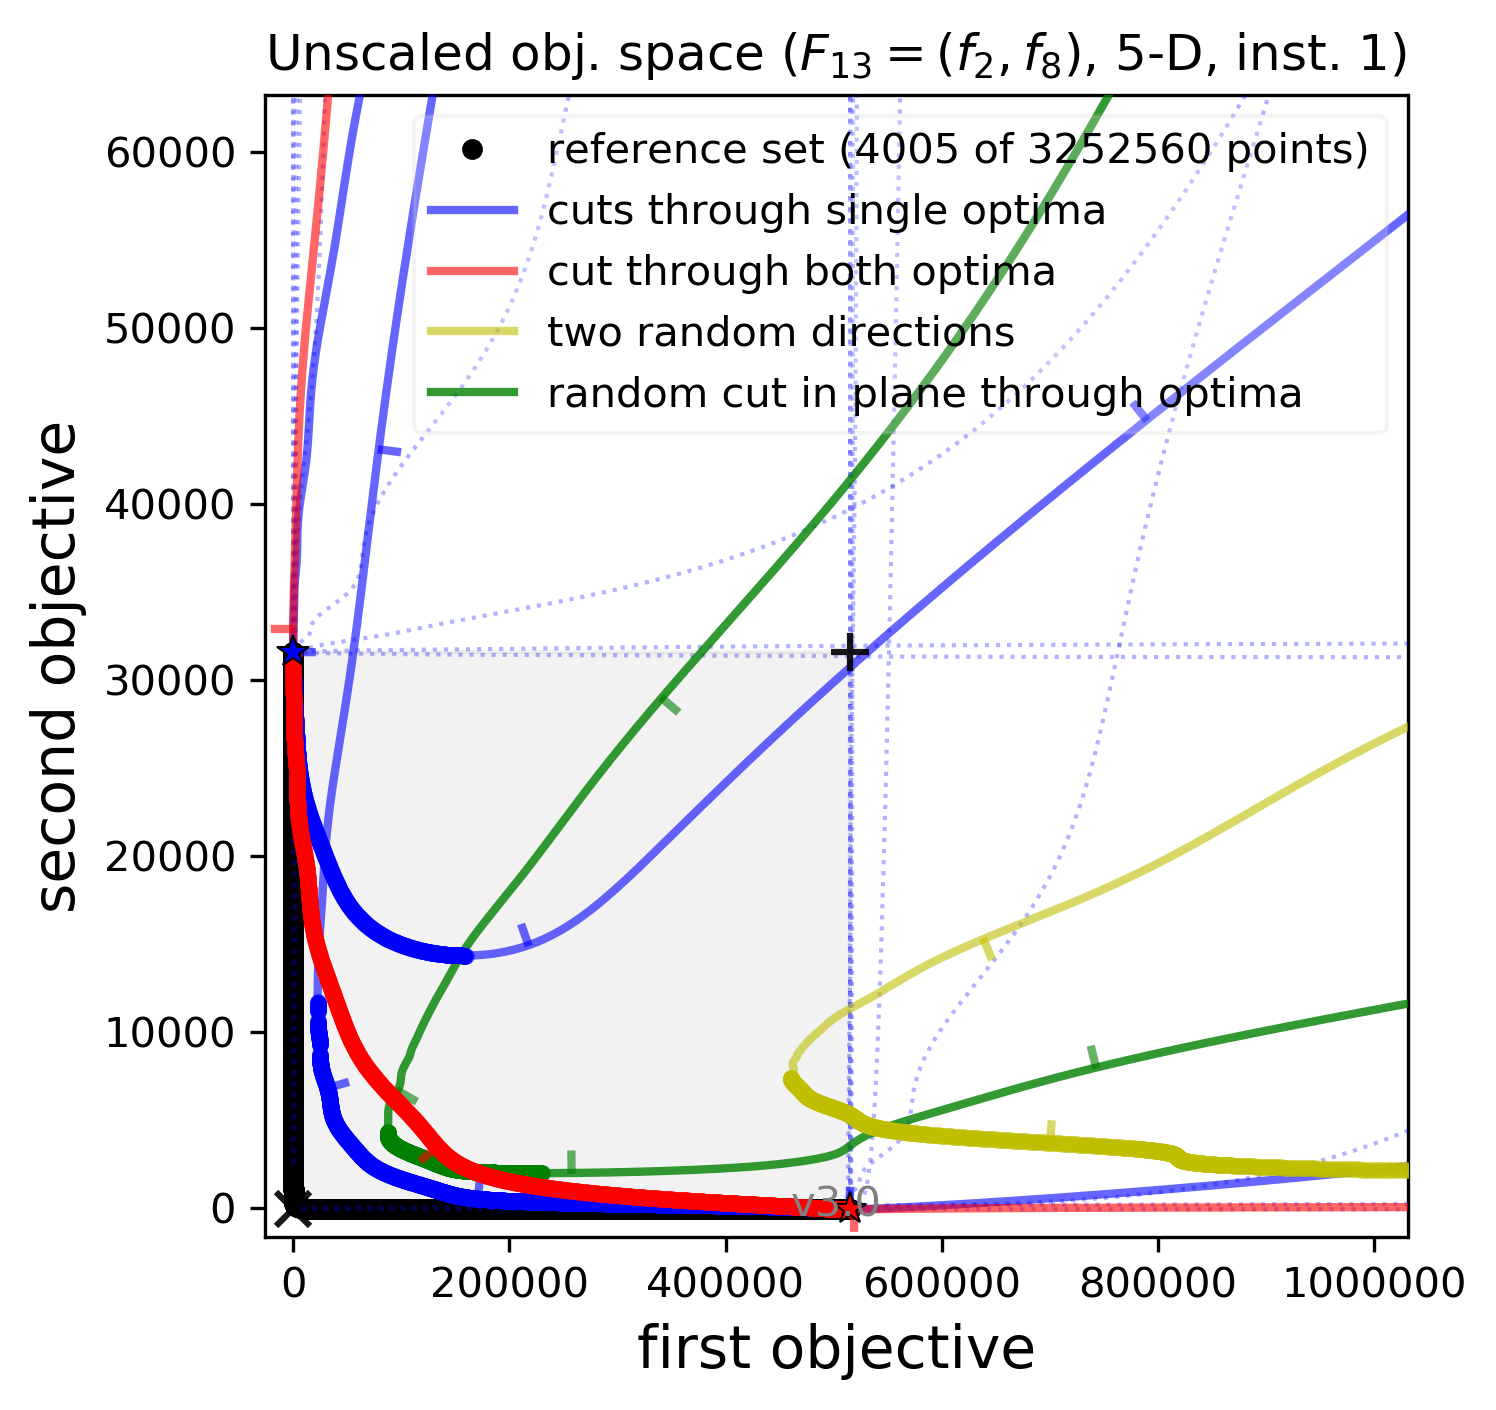 Unscaled obj. space (F13 = (f2, f8), 5-D, inst. 1)
60000
50000
40000
30000
20000
10000
0
second objective
reference set (4005 of 3252560 points)
cuts through single optima
cut through both optima
two random directions
random cut in plane through optima
v3.0
0 200000 400000 600000 800000 1000000
first objective